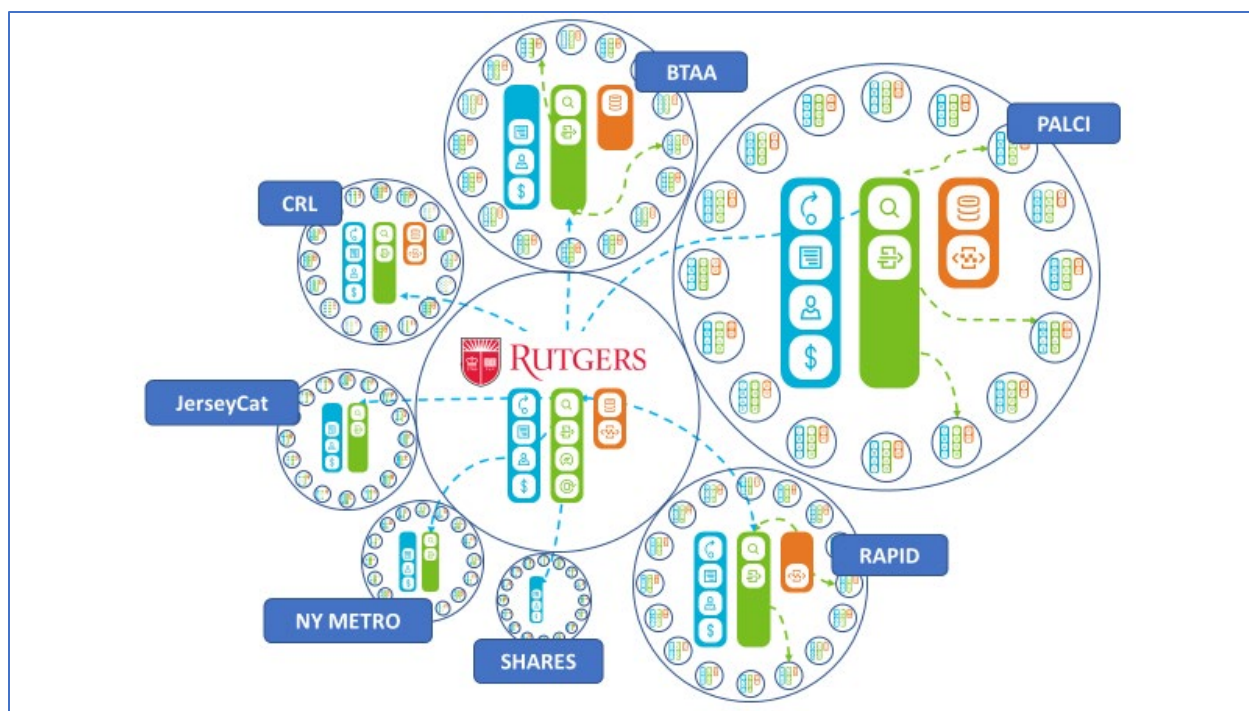 BTAA
PALCI
CRL
RUTGERS
JerseyCat
RAPID
NY METRO
SHARES